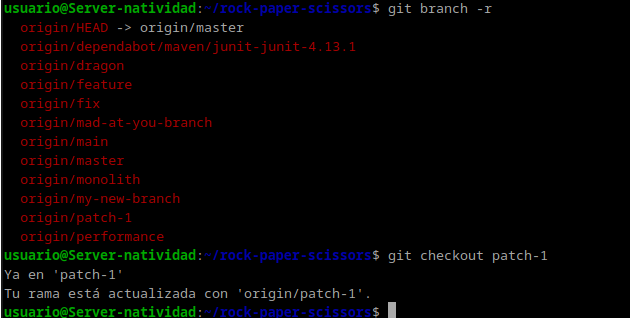 usuario@Server-natividad:~/rock-paper-scissors$ git branch -r
origin/HEAD -> origin/master
origin/dependabot/maven/junit-junit-4.13.1
origin/dragon
origin/feature
origin/fix
origin/mad-at-you-branch
origin/main
origin/master
origin/monolith
origin/my-new-branch
origin/patch-1
origin/performance
usuario@Server-natividad:~/rock-paper-scissors$ git checkout patch-1
Ya en 'patch-1'
Tu rama está actualizada con 'origin/patch-1'.
usuario@Server-natividad:~/rock-paper-scissors$